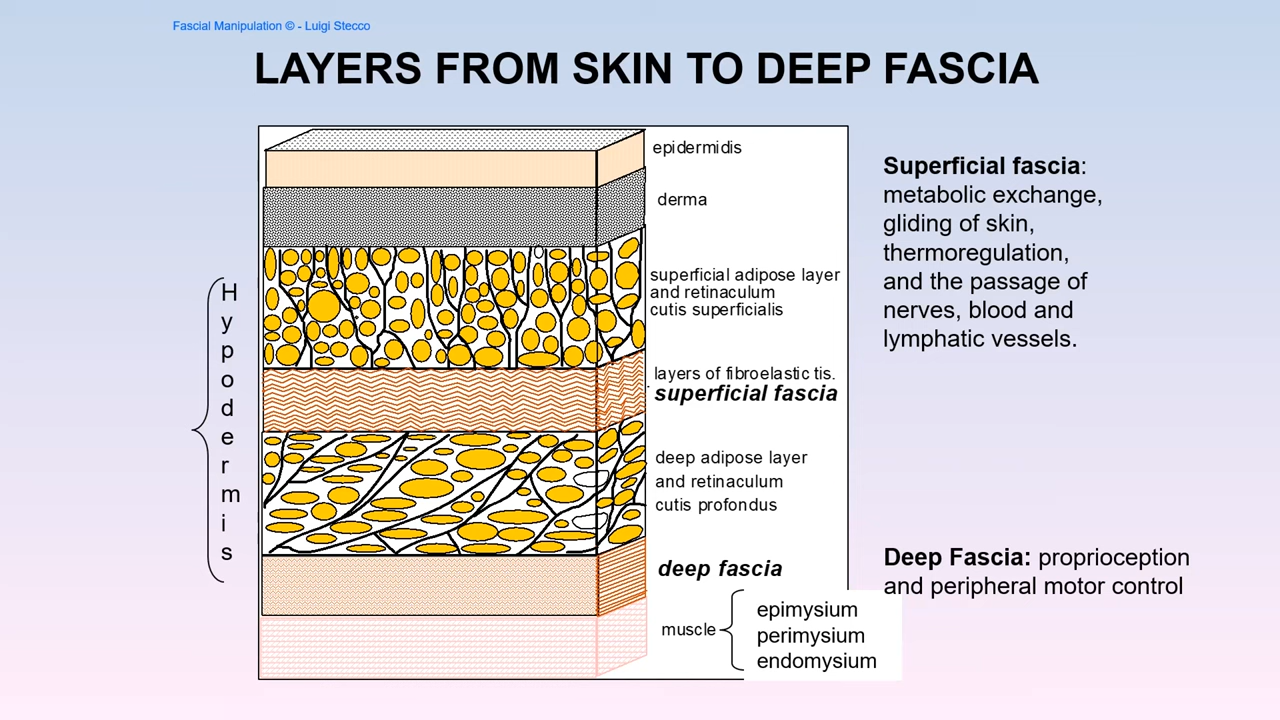 Fascial Manipulation © - Luigi Stecco
LAYERS FROM SKIN TO DEEP FASCIA
Hypodermis
epidermidis
derma
superficial adipose layer
and retinaculum
cutis superficialis
layers of fibroelastic tis.
superficial fascia
deep adipose layer
and retinaculum
cutis profondus
deep fascia
muscle
epimysium
perimysium
endomysium
Superficial fascia:
metabolic exchange,
gliding of skin,
thermoregulation,
and the passage of
nerves, blood and
lymphatic vessels.
Deep Fascia: proprioception
and peripheral motor control